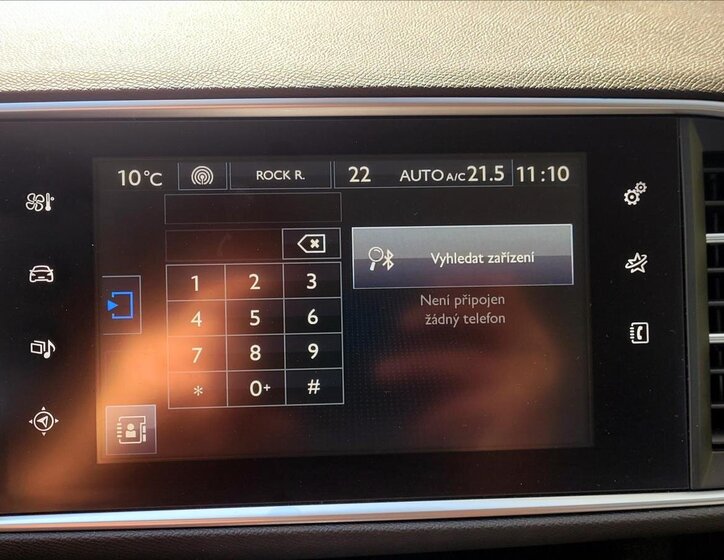 10°C ROCK R. 22 AUTO A/C 21.5 11:10
Vyhledat zařízení
Není připojen
žádný telefon
1 2 3
4 5 6
7 8 9
* 0+ #